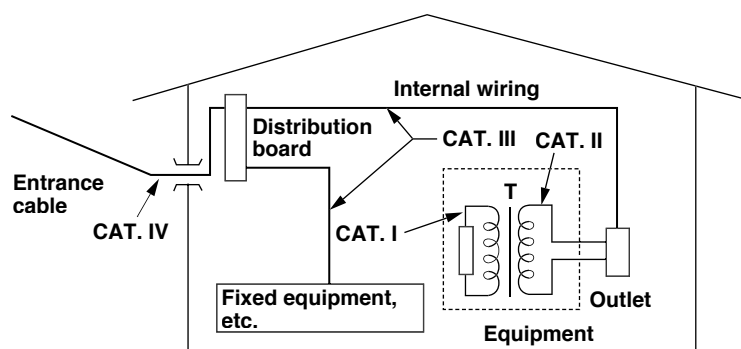 Internal wiring
Distribution
board
CAT. III
CAT. II
Entrance
cable
CAT. IV
T
CAT. I
Fixed equipment,
etc.
Outlet
Equipment